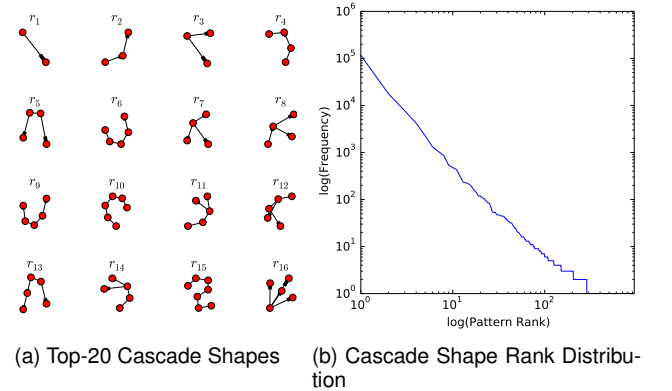 r1 r2 r3 r4
r5 r6 r7 r8
r9 r10 r11 r12
r13 r14 r15 r16
(a) Top-20 Cascade Shapes
log(Frequency)
10^6
10^5
10^4
10^3
10^2
10^1
10^0
10^0 10^1 10^2
log(Pattern Rank)
(b) Cascade Shape Rank Distribu-
tion